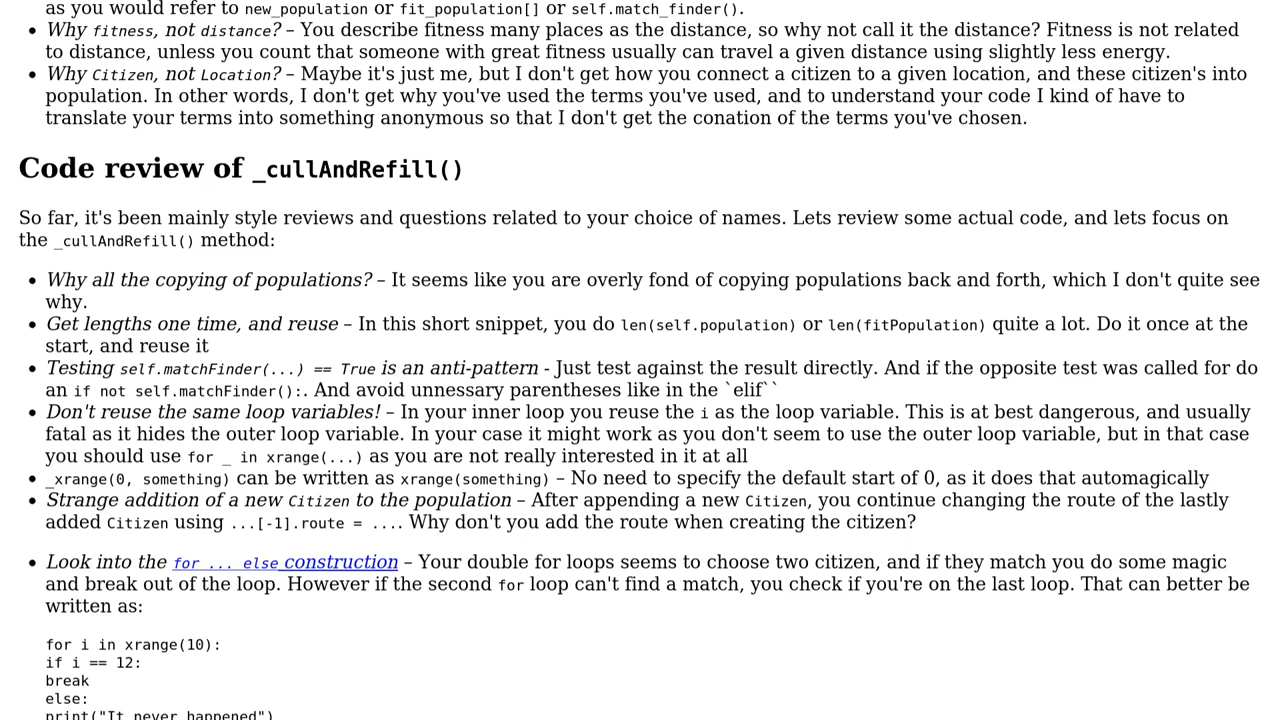 as you would refer to new_population or fit_population[] or self.match_finder().
• Why fitness, not distance? – You describe fitness many places as the distance, so why not call it the distance? Fitness is not related
to distance, unless you count that someone with great fitness usually can travel a given distance using slightly less energy.
• Why Citizen, not Location? – Maybe it's just me, but I don't get how you connect a citizen to a given location, and these citizen's into
population. In other words, I don't get why you've used the terms you've used, and to understand your code I kind of have to
translate your terms into something anonymous so that I don't get the conation of the terms you've chosen.
Code review of _cullAndRefill()
So far, it's been mainly style reviews and questions related to your choice of names. Lets review some actual code, and lets focus on
the _cullAndRefill() method:
• Why all the copying of populations? – It seems like you are overly fond of copying populations back and forth, which I don't quite see
why.
• Get lengths one time, and reuse – In this short snippet, you do len(self.population) or len(fitPopulation) quite a lot. Do it once at the
start, and reuse it
• Testing self.matchFinder(...) == True is an anti-pattern - Just test against the result directly. And if the opposite test was called for do
an if not self.matchFinder():. And avoid unnessary parentheses like in the `elif``
• Don't reuse the same loop variables! – In your inner loop you reuse the i as the loop variable. This is at best dangerous, and usually
fatal as it hides the outer loop variable. In your case it might work as you don't seem to use the outer loop variable, but in that case
you should use for _ in xrange(...) as you are not really interested in it at all
• _xrange(0, something) can be written as xrange(something) – No need to specify the default start of 0, as it does that automagically
• Strange addition of a new Citizen to the population – After appending a new Citizen, you continue changing the route of the lastly
added Citizen using ...[-1].route = .... Why don't you add the route when creating the citizen?
• Look into the for ... else construction – Your double for loops seems to choose two citizen, and if they match you do some magic
and break out of the loop. However if the second for loop can't find a match, you check if you're on the last loop. That can better be
written as:
for i in xrange(10):
if i == 12:
break
else:
print("It never happened")